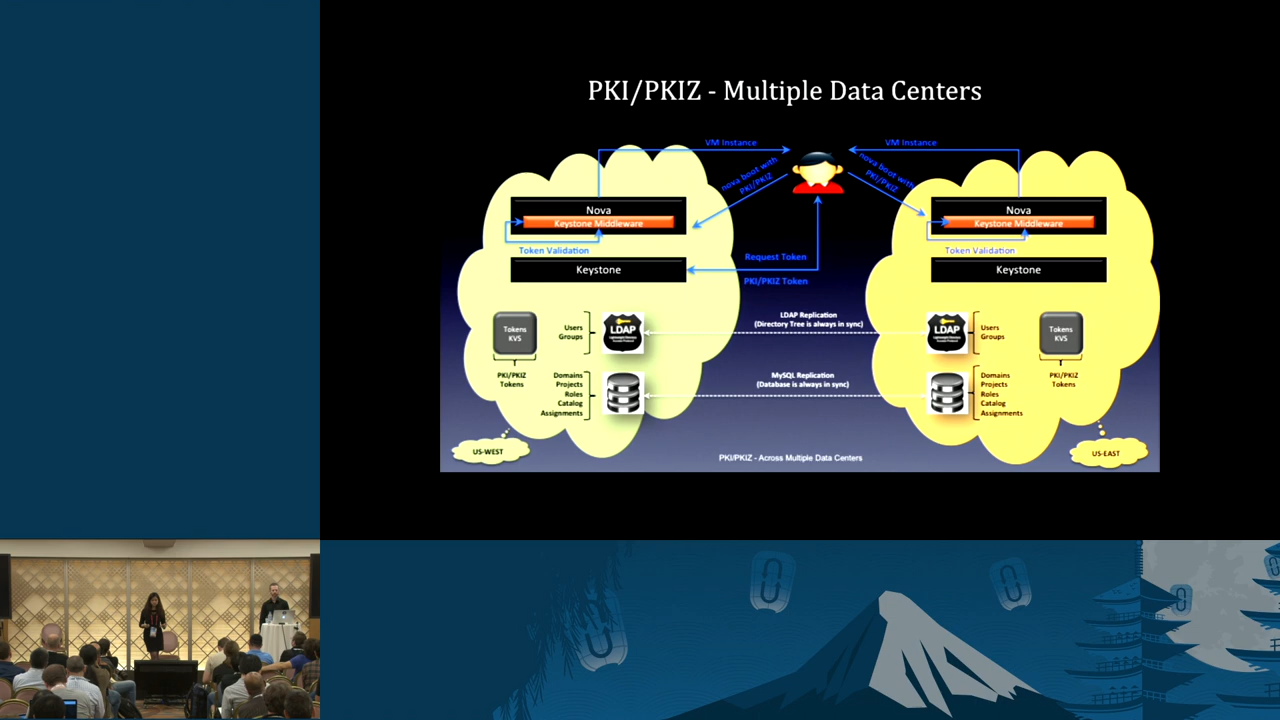 PKI/PKIZ - Multiple Data Centers
VM Instance
VM Instance
nova boot with
PKI/PKIZ
nova boot with
PKI/PKIZ
Nova
Keystone Middleware
Token Validation
Keystone
Request Token
PKI/PKIZ Token
Nova
Keystone Middleware
Token Validation
Keystone
Tokens
KVS
PKI/PKIZ
Tokens
Users
Groups
LDAP
LDAP Replication
(Directory Tree is always in sync)
LDAP
Users
Groups
Tokens
KVS
PKI/PKIZ
Tokens
Domains
Projects
Roles
Catalog
Assignments
MySQL Replication
(Database is always in sync)
Domains
Projects
Roles
Catalog
Assignments
US-WEST
PKI/PKIZ - Across Multiple Data Centers
US-EAST